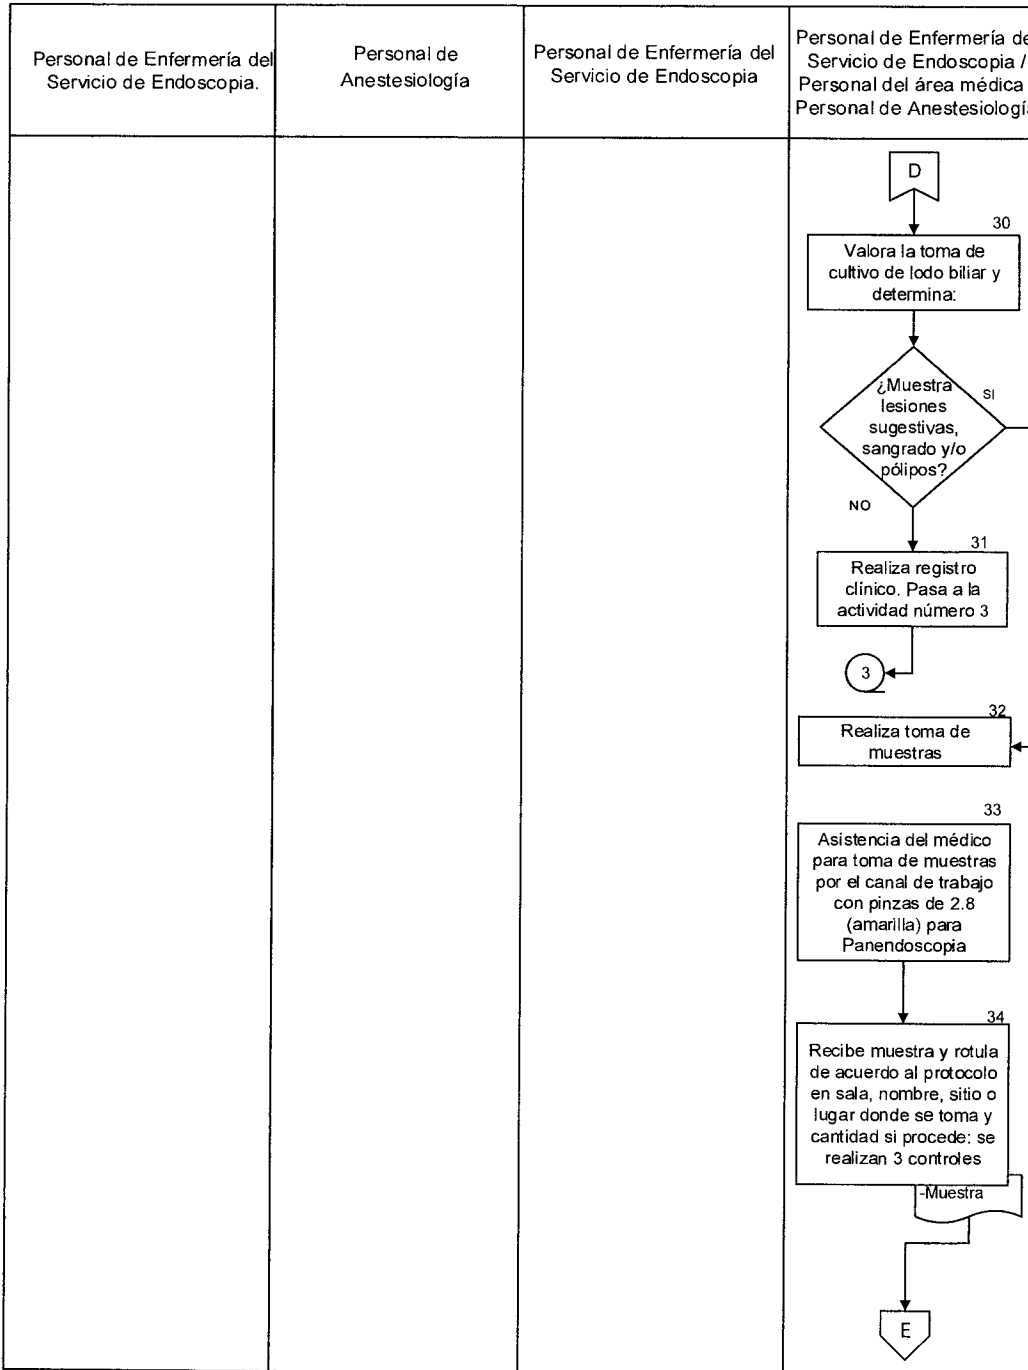 Personal de Enfermería del
Servicio de Endoscopia.
Personal de
Anestesiología
Personal de Enfermería del
Servicio de Endoscopia
Personal de Enfermería de
Servicio de Endoscopia /
Personal del área médica
Personal de Anestesiologí
D
30
Valora la toma de
cultivo de lodo biliar y
determina:
¿Muestra
lesiones
sugestivas,
sangrado y/o
pólipos?
SI
NO
31
Realiza registro
clínico. Pasa a la
actividad número 3
3
32
Realiza toma de
muestras
33
Asistencia del médico
para toma de muestras
por el canal de trabajo
con pinzas de 2.8
(amarilla) para
Panendoscopia
34
Recibe muestra y rotula
de acuerdo al protocolo
en sala, nombre, sitio o
lugar donde se toma y
cantidad si procede: se
realizan 3 controles
-Muestra
E